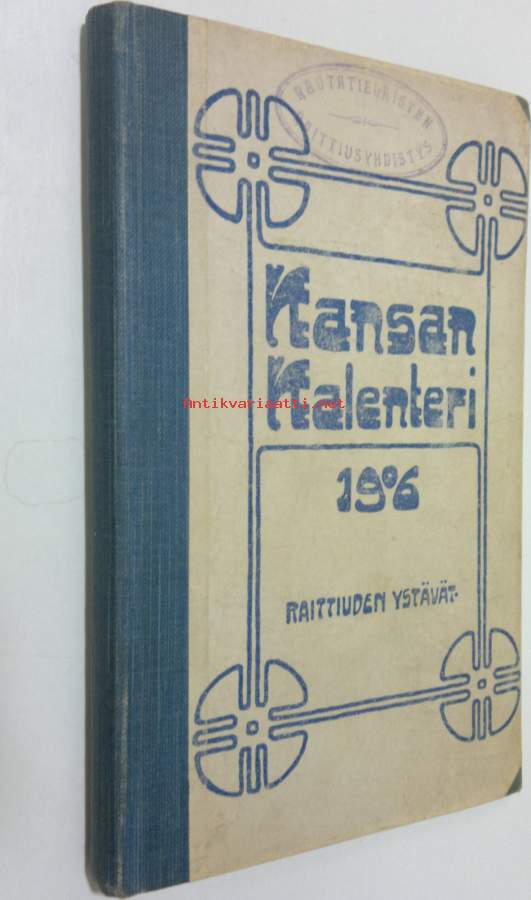 RAUTATIELÄISTEN
RAITTIUSYHDISTYS
Kansan
Kalenteri
Antikvariaatti.net
1906
RAITTIUDEN YSTÄVÄT.